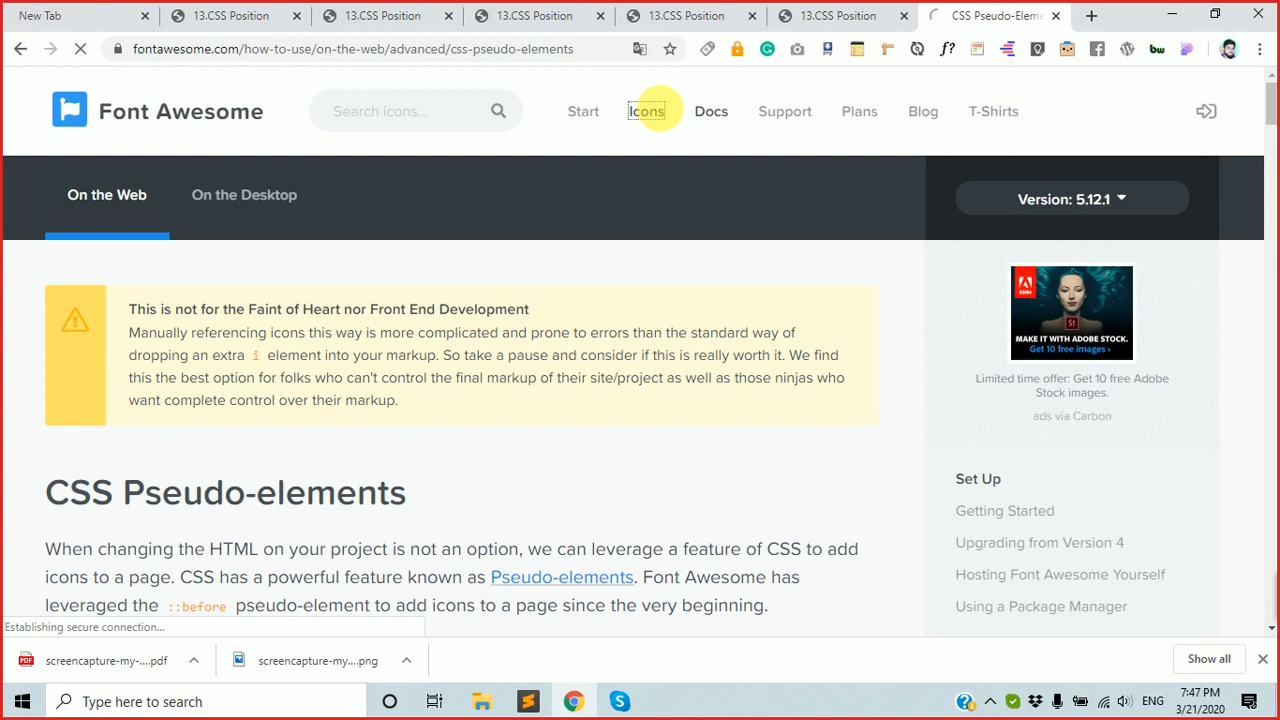 New Tab
13.CSS Position
13.CSS Position
13.CSS Position
13.CSS Position
13.CSS Position
CSS Pseudo-Eleme
fontawesome.com/how-to-use/on-the-web/advanced/css-pseudo-elements
Font Awesome
Search icons...
Start
Icons
Docs
Support
Plans
Blog
T-Shirts
On the Web
On the Desktop
Version: 5.12.1
This is not for the Faint of Heart nor Front End Development
Manually referencing icons this way is more complicated and prone to errors than the standard way of
dropping an extra i element into your markup. So take a pause and consider if this is really worth it. We find
this the best option for folks who can't control the final markup of their site/project as well as those ninjas who
want complete control over their markup.
Adobe
St
MAKE IT WITH ADOBE STOCK.
Get 10 free images ›
Limited time offer: Get 10 free Adobe
Stock images.
ads via Carbon
CSS Pseudo-elements
When changing the HTML on your project is not an option, we can leverage a feature of CSS to add
icons to a page. CSS has a powerful feature known as Pseudo-elements. Font Awesome has
leveraged the ::before pseudo-element to add icons to a page since the very beginning.
Set Up
Getting Started
Upgrading from Version 4
Hosting Font Awesome Yourself
Using a Package Manager
Establishing secure connection...
screencapture-my-....pdf
screencapture-my....png
Show all
Type here to search
ENG
7:47 PM
3/21/2020